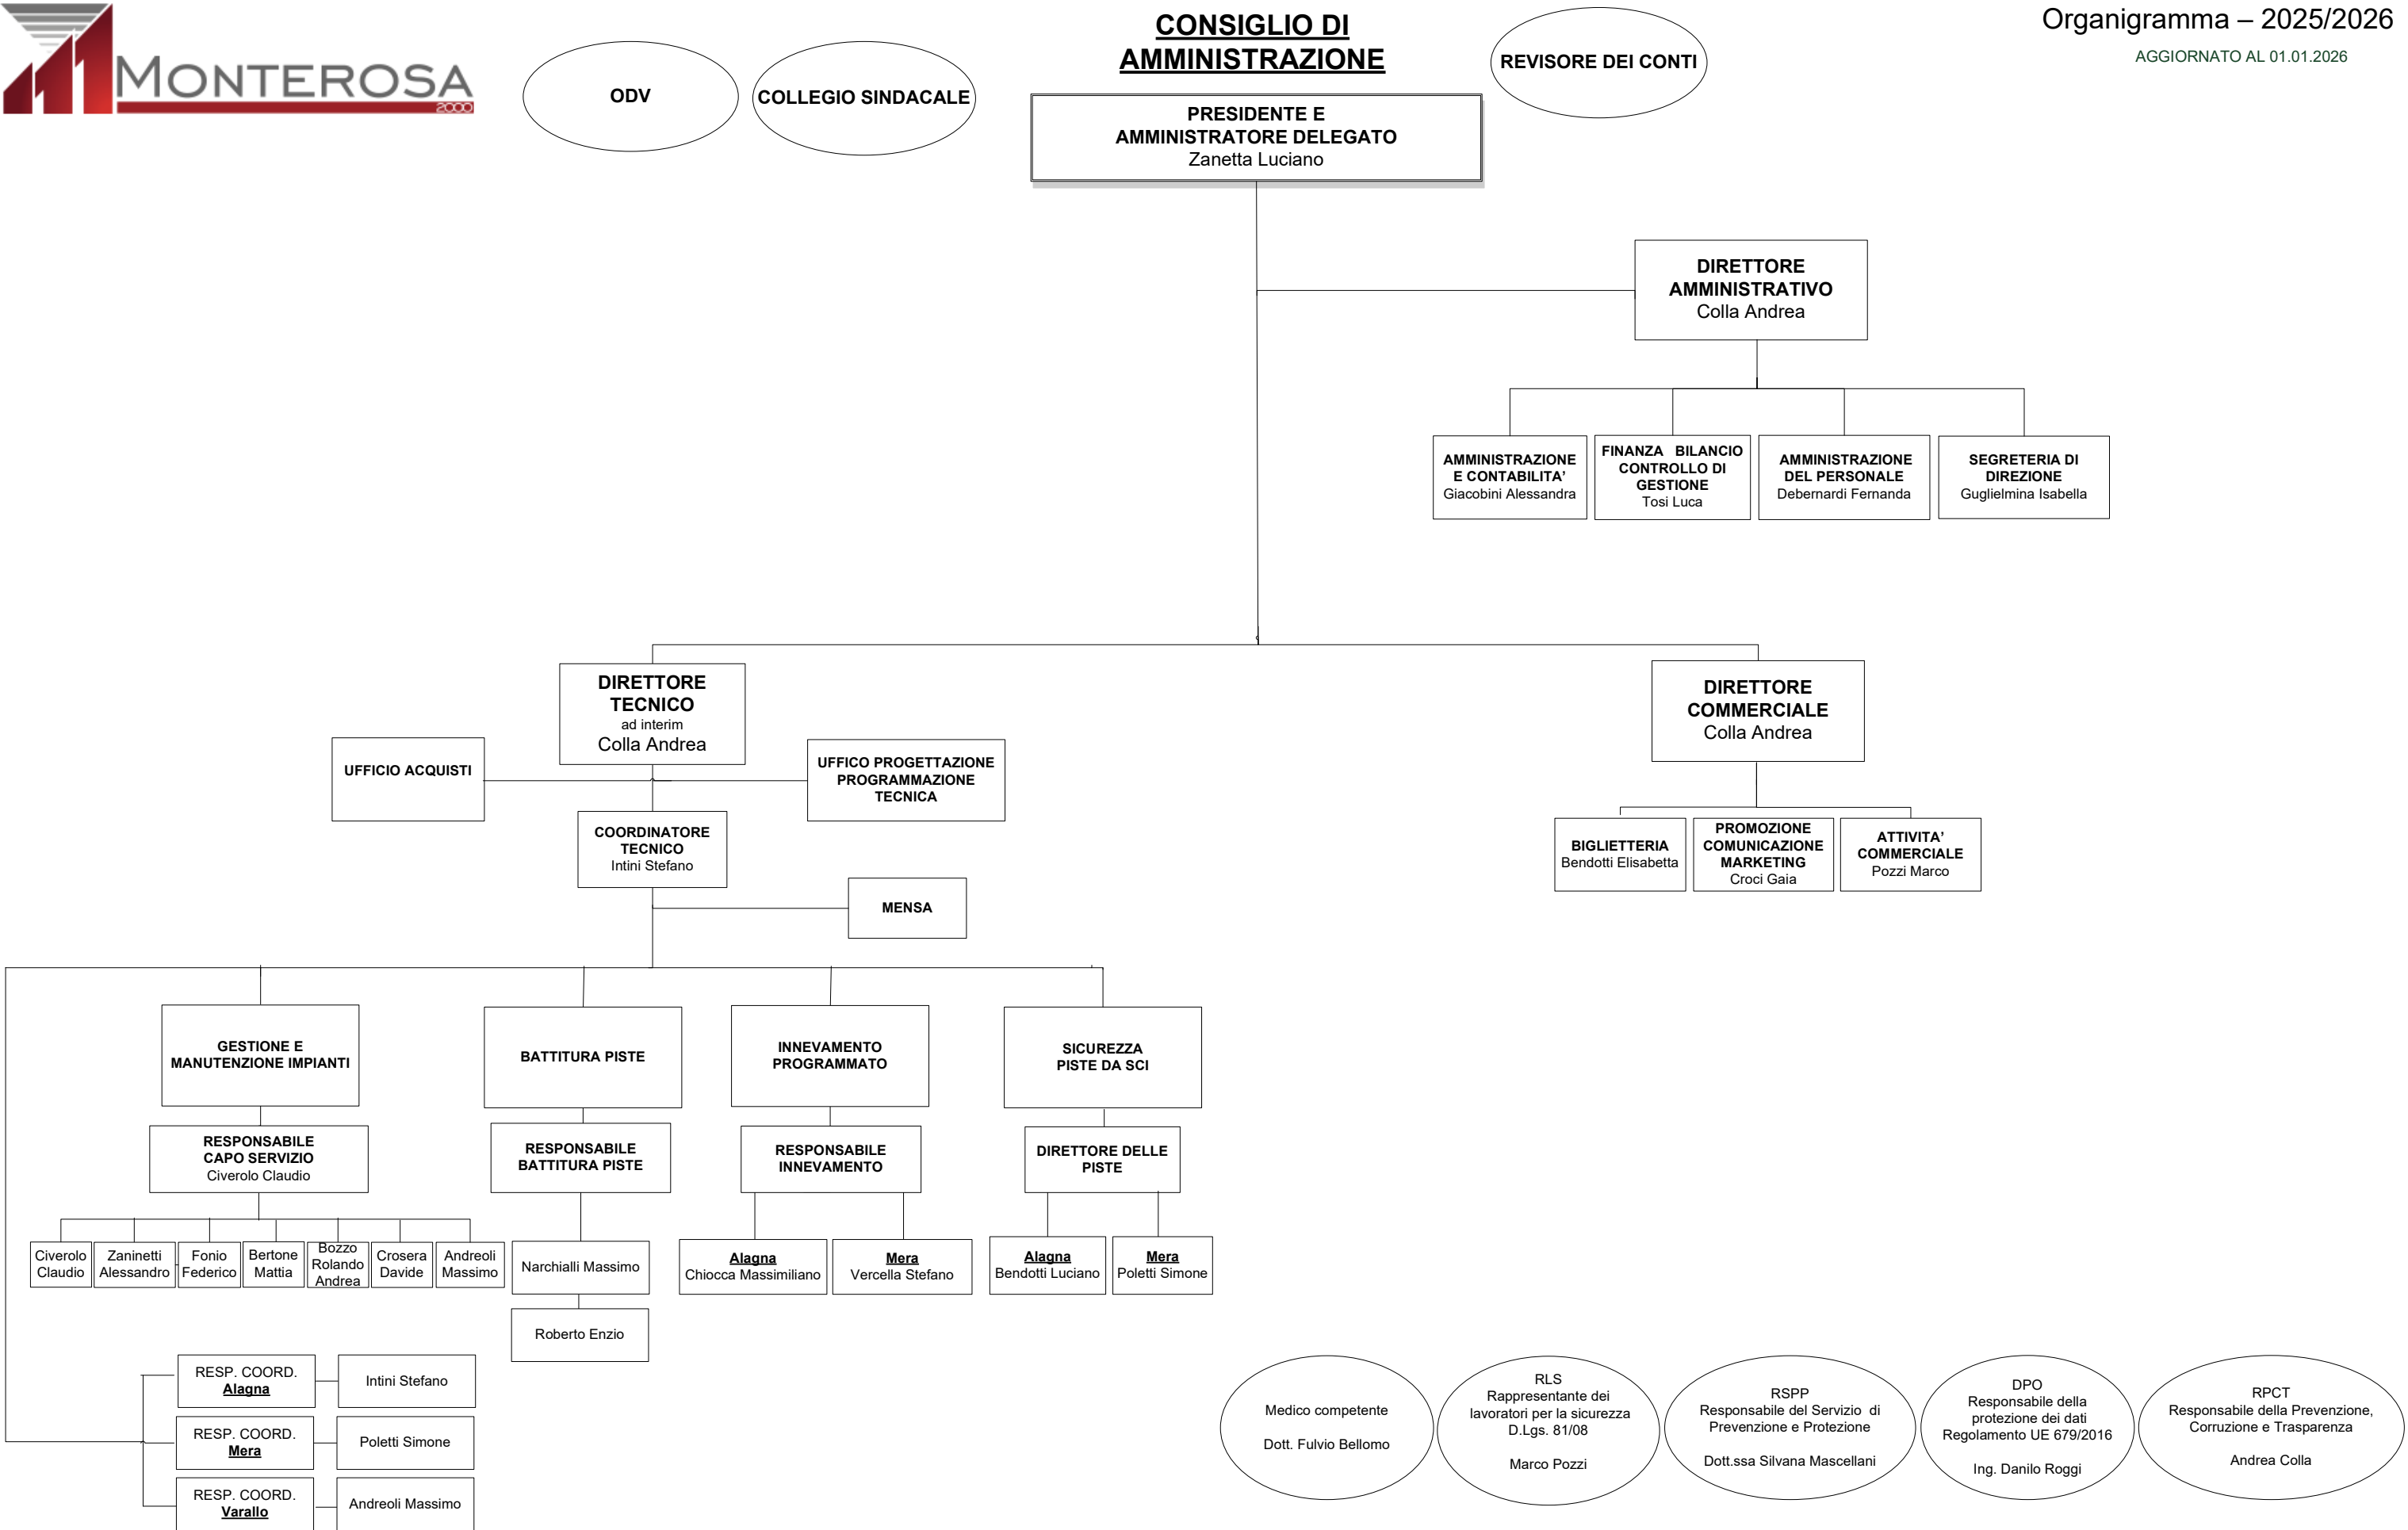 MONTEROSA
2000
ODV
COLLEGIO SINDACALE
CONSIGLIO DI
AMMINISTRAZIONE
REVISORE DEI CONTI
Organigramma – 2025/2026
AGGIORNATO AL 01.01.2026
PRESIDENTE E
AMMINISTRATORE DELEGATO
Zanetta Luciano
DIRETTORE
AMMINISTRATIVO
Colla Andrea
AMMINISTRAZIONE
E CONTABILITA’
Giacobini Alessandra
FINANZA   BILANCIO
CONTROLLO DI
GESTIONE
Tosi Luca
AMMINISTRAZIONE
DEL PERSONALE
Debernardi Fernanda
SEGRETERIA DI
DIREZIONE
Guglielmina Isabella
DIRETTORE
TECNICO
ad interim
Colla Andrea
DIRETTORE
COMMERCIALE
Colla Andrea
UFFICIO ACQUISTI
UFFICO PROGETTAZIONE
PROGRAMMAZIONE
TECNICA
COORDINATORE
TECNICO
Intini Stefano
BIGLIETTERIA
Bendotti Elisabetta
PROMOZIONE
COMUNICAZIONE
MARKETING
Croci Gaia
ATTIVITA’
COMMERCIALE
Pozzi Marco
MENSA
GESTIONE E
MANUTENZIONE IMPIANTI
BATTITURA PISTE
INNEVAMENTO
PROGRAMMATO
SICUREZZA
PISTE DA SCI
RESPONSABILE
CAPO SERVIZIO
Civerolo Claudio
RESPONSABILE
BATTITURA PISTE
RESPONSABILE
INNEVAMENTO
DIRETTORE DELLE
PISTE
Civerolo
Claudio
Zaninetti
Alessandro
Fonio
Federico
Bertone
Mattia
Bozzo
Rolando
Andrea
Crosera
Davide
Andreoli
Massimo
Narchialli Massimo
Alagna
Chiocca Massimiliano
Mera
Vercella Stefano
Alagna
Bendotti Luciano
Mera
Poletti Simone
Roberto Enzio
RESP. COORD.
Alagna
Intini Stefano
RESP. COORD.
Mera
Poletti Simone
RESP. COORD.
Varallo
Andreoli Massimo
Medico competente
Dott. Fulvio Bellomo
RLS
Rappresentante dei
lavoratori per la sicurezza
D.Lgs. 81/08
Marco Pozzi
RSPP
Responsabile del Servizio  di
Prevenzione e Protezione
Dott.ssa Silvana Mascellani
DPO
Responsabile della
protezione dei dati
Regolamento UE 679/2016
Ing. Danilo Roggi
RPCT
Responsabile della Prevenzione,
Corruzione e Trasparenza
Andrea Colla